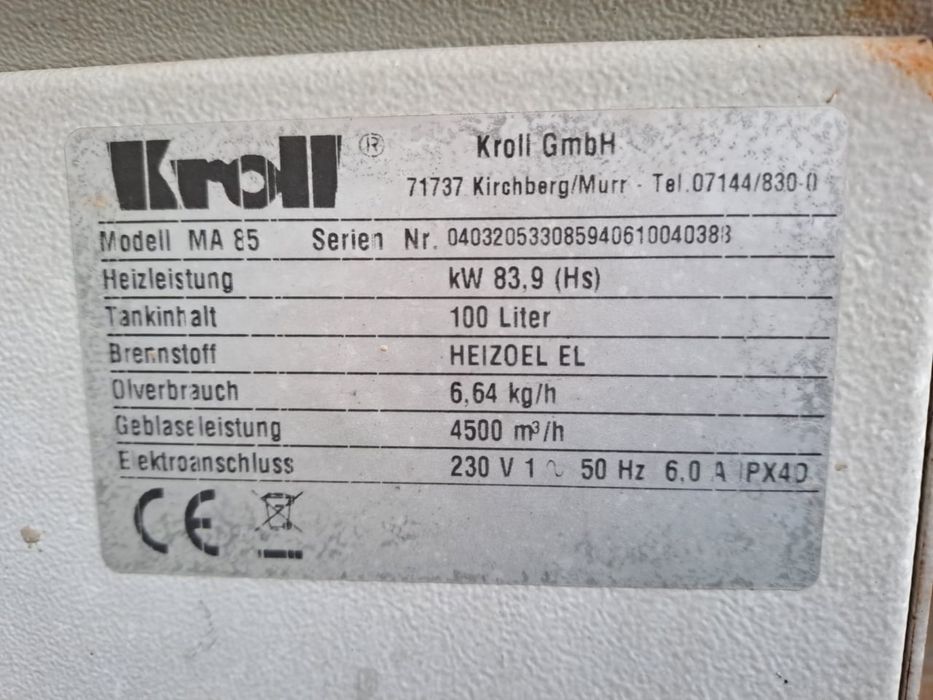 Kroll ®
Kroll GmbH
71737 Kirchberg/Murr - Tel.07144/830-0
Modell MA 85 Serien Nr. 0403205330859406100403​88
Heizleistung kW 83,9 (Hs)
Tankinhalt 100 Liter
Brennstoff HEIZOEL EL
Olverbrauch 6,64 kg/h
Geblaseleistung 4500 m³/h
Elektroanschluss 230 V 1 ~ 50 Hz 6,0 A IPX4D
CE